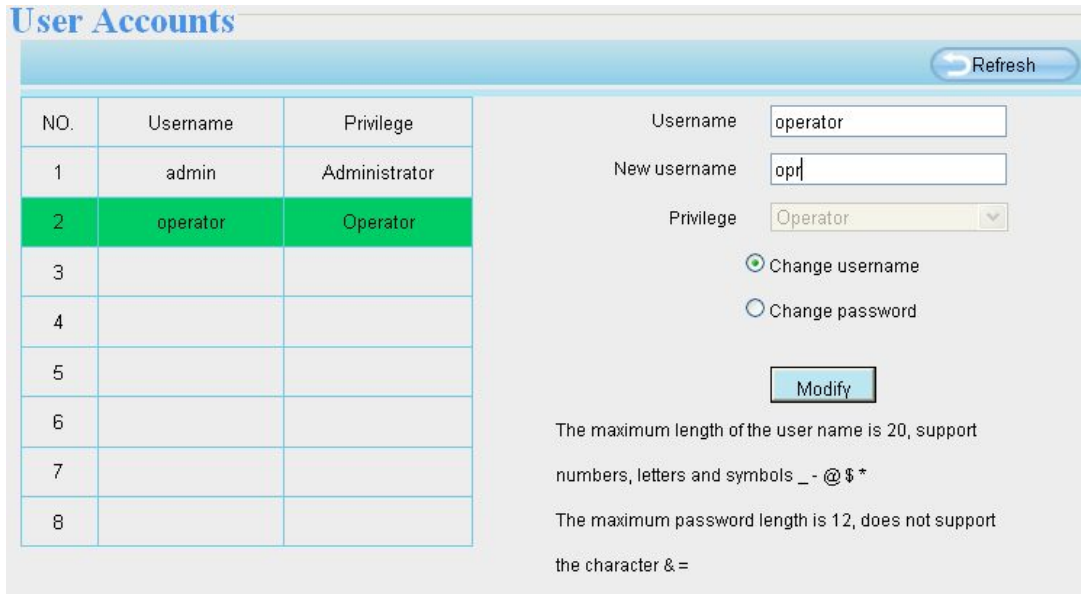 User Accounts
Refresh
NO. Username Privilege
1 admin Administrator
2 operator Operator
3
4
5
6
7
8
Username operator
New username opr
Privilege Operator
Change username
Change password
Modify
The maximum length of the user name is 20, support
numbers, letters and symbols _ - @ $ *
The maximum password length is 12, does not support
the character & =